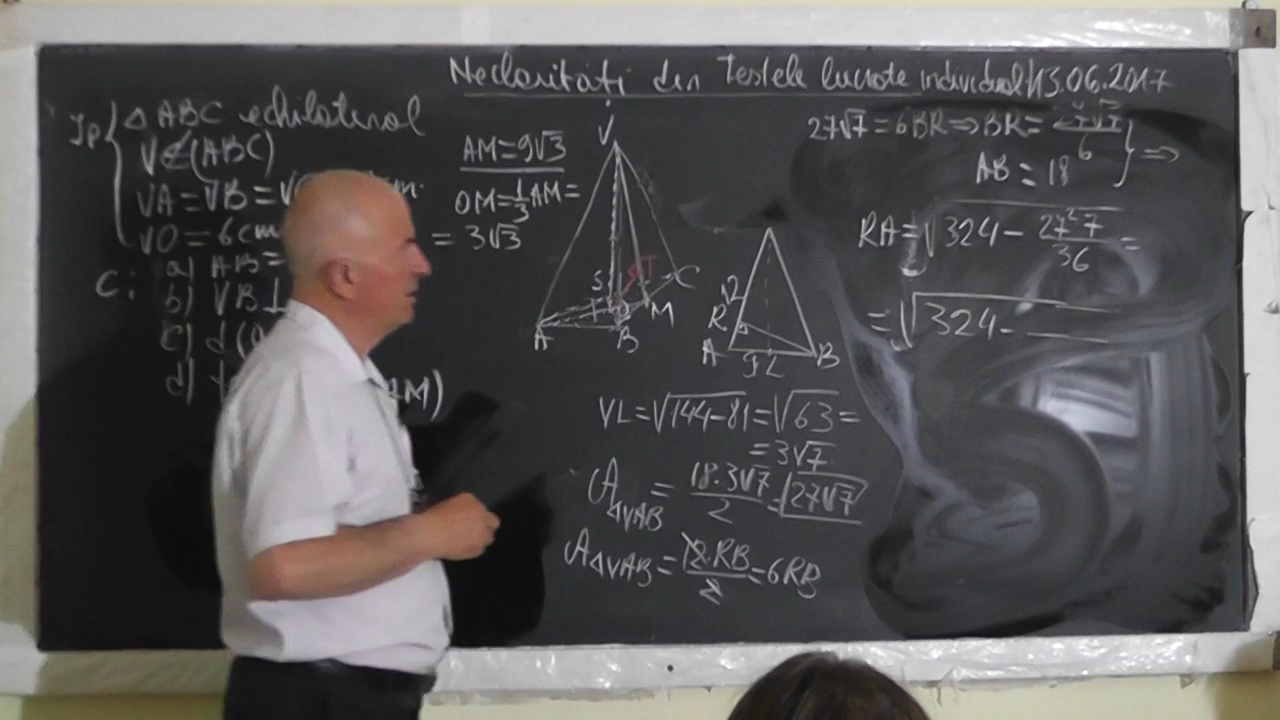 Neclarități din Testele lucrate individual/13.06.2017
Ip { △ABC echilateral
V∉(ABC)
VA=VB=V cm.
VO=6cm
C: a) AB=
b) VB⊥
c) d(
d) AM)
AM=9√3
OM=1/3AM=
=3√3
V
S
T
O
A
B
M
C
12
R
A
9
L
B
VL=√144-81=√63=
=3√7
A△VAB=18·3√7/2=27√7
A△VAB=12·RB/2=6RB
27√7=6BR⇒BR=27√7/6
AB=18 } ⇒
RA=√324-27²·7/36=
=√324-